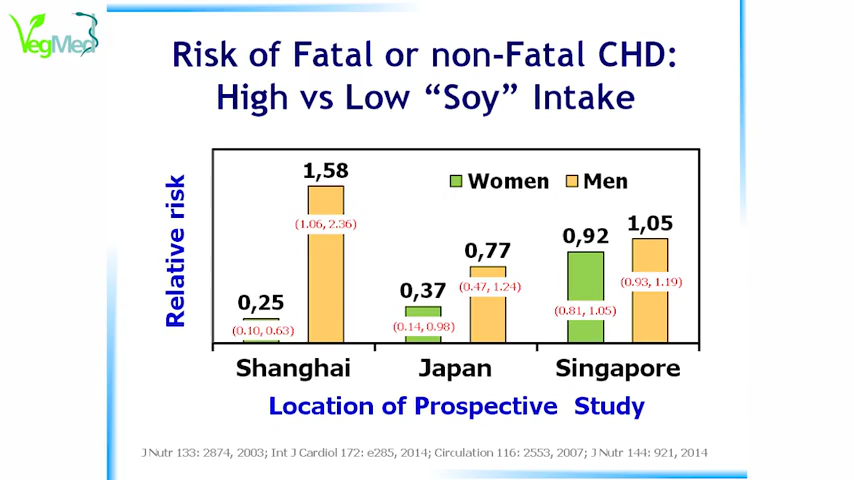 VegMed
Risk of Fatal or non-Fatal CHD:
High vs Low “Soy” Intake
Relative risk
Women Men
1,58
(1.06, 2.36)
0,25
(0.10, 0.63)
0,77
(0.47, 1.24)
0,37
(0.14, 0.98)
0,92
(0.81, 1.05)
1,05
(0.93, 1.19)
Shanghai Japan Singapore
Location of Prospective Study
J Nutr 133: 2874, 2003; Int J Cardiol 172: e285, 2014; Circulation 116: 2553, 2007; J Nutr 144: 921, 2014